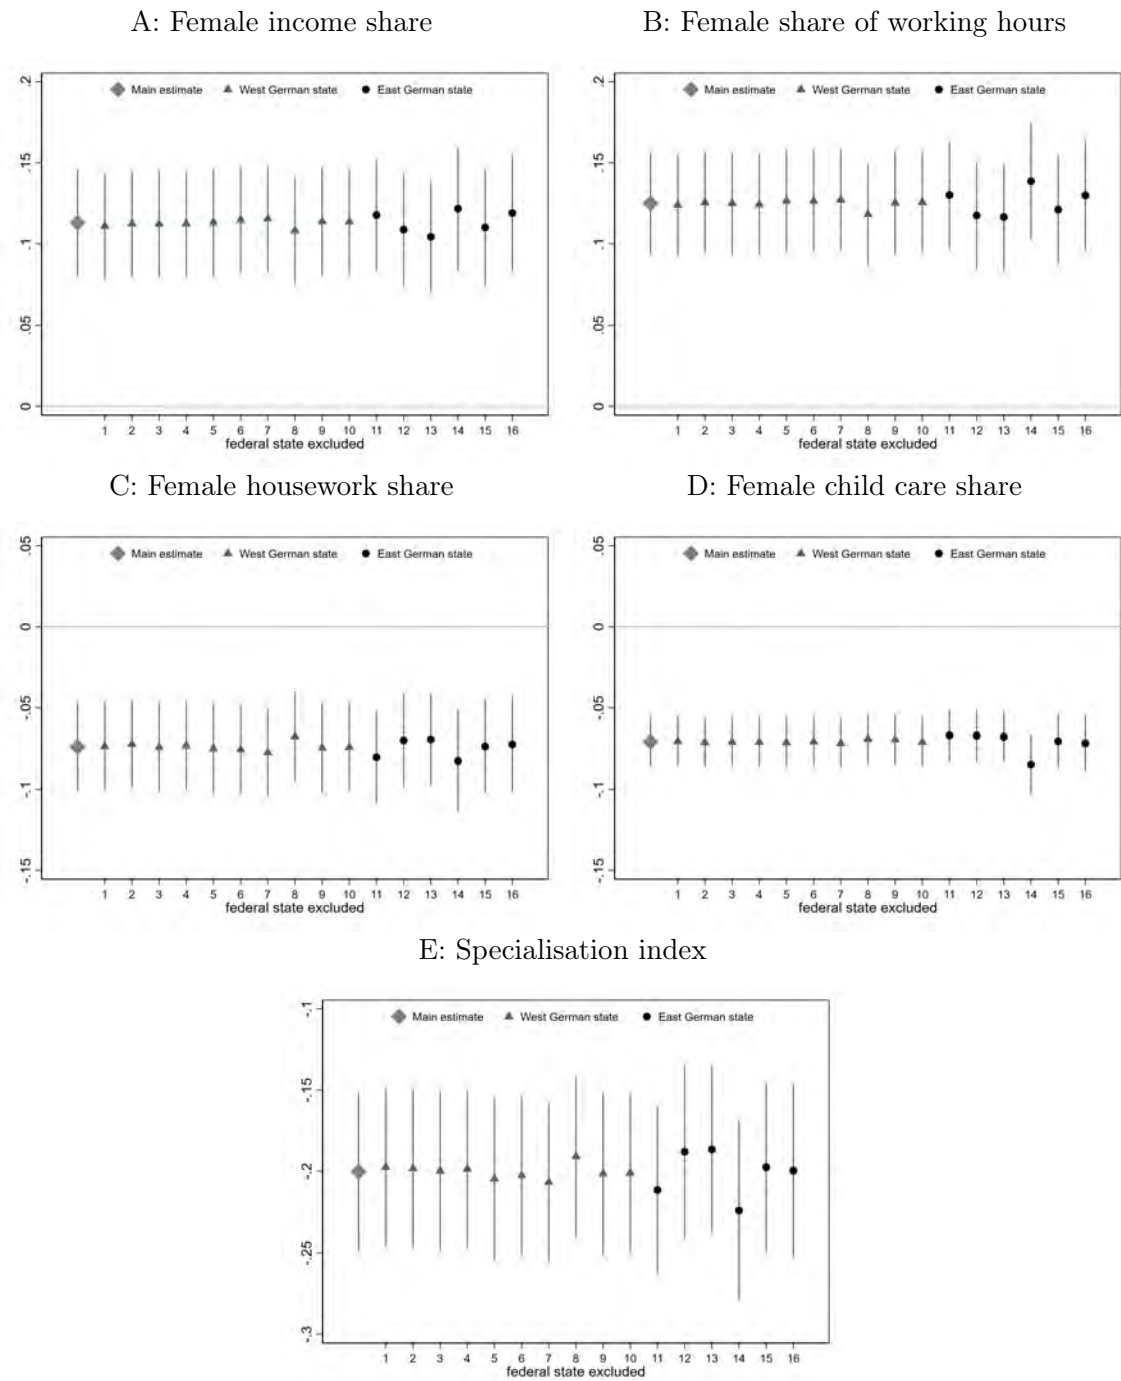 A: Female income share
.2
.15
.1
.05
0
Main estimate West German state East German state
1 2 3 4 5 6 7 8 9 10 11 12 13 14 15 16
federal state excluded
B: Female share of working hours
.2
.15
.1
.05
0
Main estimate West German state East German state
1 2 3 4 5 6 7 8 9 10 11 12 13 14 15 16
federal state excluded
C: Female housework share
.05
0
-.05
-.1
-.15
Main estimate West German state East German state
1 2 3 4 5 6 7 8 9 10 11 12 13 14 15 16
federal state excluded
D: Female child care share
.05
0
-.05
-.1
-.15
Main estimate West German state East German state
1 2 3 4 5 6 7 8 9 10 11 12 13 14 15 16
federal state excluded
E: Specialisation index
-.1
-.15
-.2
-.25
-.3
Main estimate West German state East German state
1 2 3 4 5 6 7 8 9 10 11 12 13 14 15 16
federal state excluded